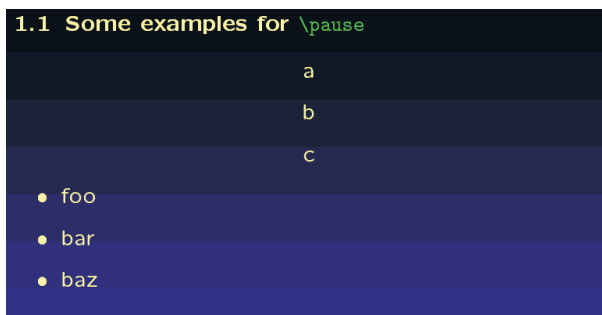 1.1 Some examples for \pause
a
b
c
• foo
• bar
• baz